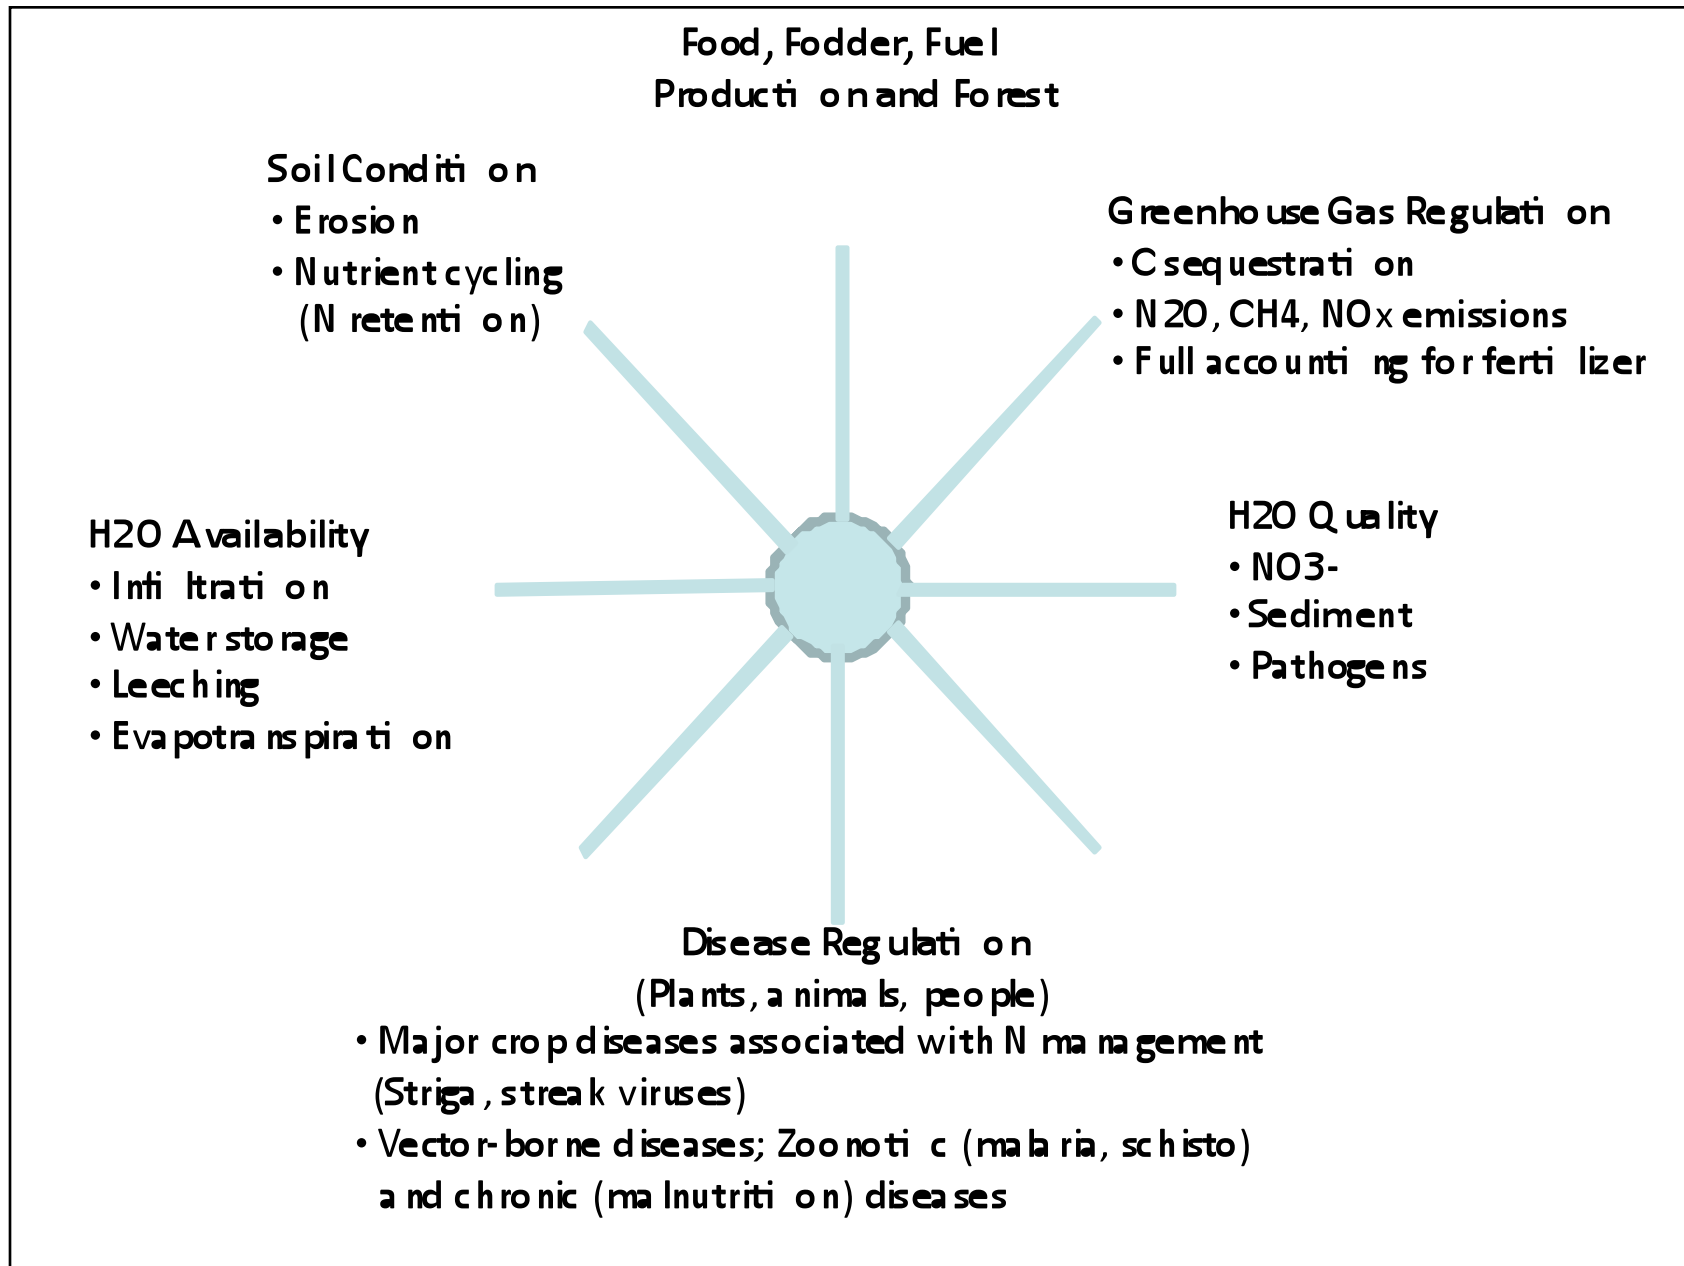 Food, Fodder, Fuel
Production and Forest
Soil Condition
• Erosion
• Nutrient cycling
(N retention)
Greenhouse Gas Regulation
• C sequestration
• N2O, CH4, NOx emissions
• Full accounting for fertilizer
H2O Availability
• Infiltration
• Water storage
• Leeching
• Evapotranspiration
H2O Quality
• NO3-
• Sediment
• Pathogens
Disease Regulation
(Plants, animals, people)
• Major crop diseases associated with N management
(Striga, streak viruses)
• Vector-borne diseases; Zoonotic (malaria, schisto)
and chronic (malnutrition) diseases